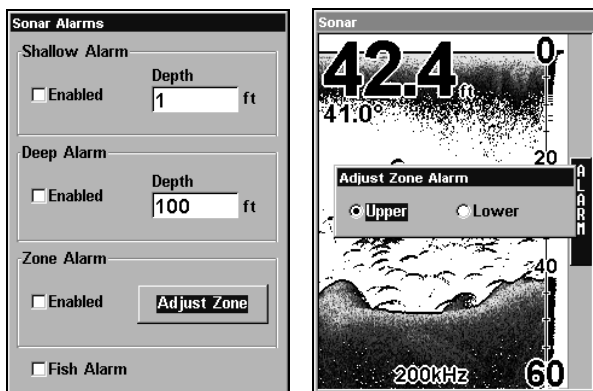 Sonar Alarms
Shallow Alarm
Enabled
Depth
1 ft
Deep Alarm
Enabled
Depth
100 ft
Zone Alarm
Enabled
Adjust Zone
Fish Alarm
Sonar
42.4 ft
0
41.0°
20
Adjust Zone Alarm
Upper
Lower
ALARM
40
200kHz
60